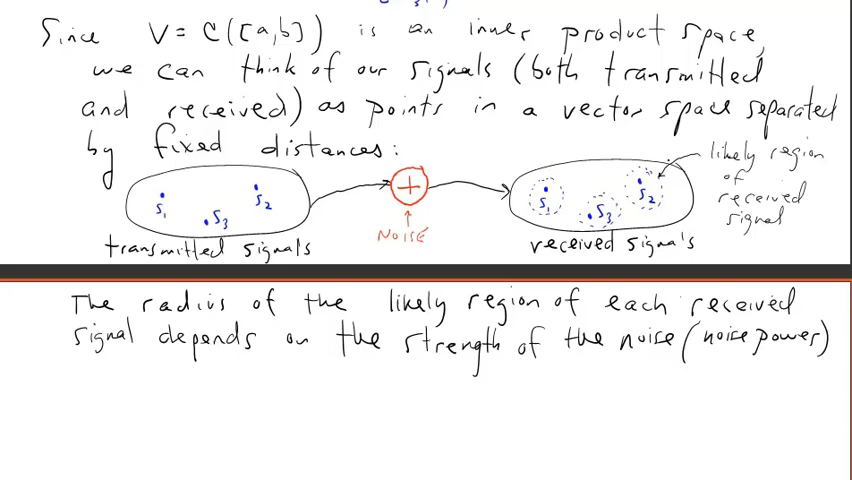 Since V = C([a,b]) is an inner product space,
we can think of our signals (both transmitted
and received) as points in a vector space separated
by fixed distances:
likely region
of
received
signal
S1 S2 S3
+
NOISE
S1 S3 S2
transmitted signals
received signals
The radius of the likely region of each received
signal depends on the strength of the noise (noise power)